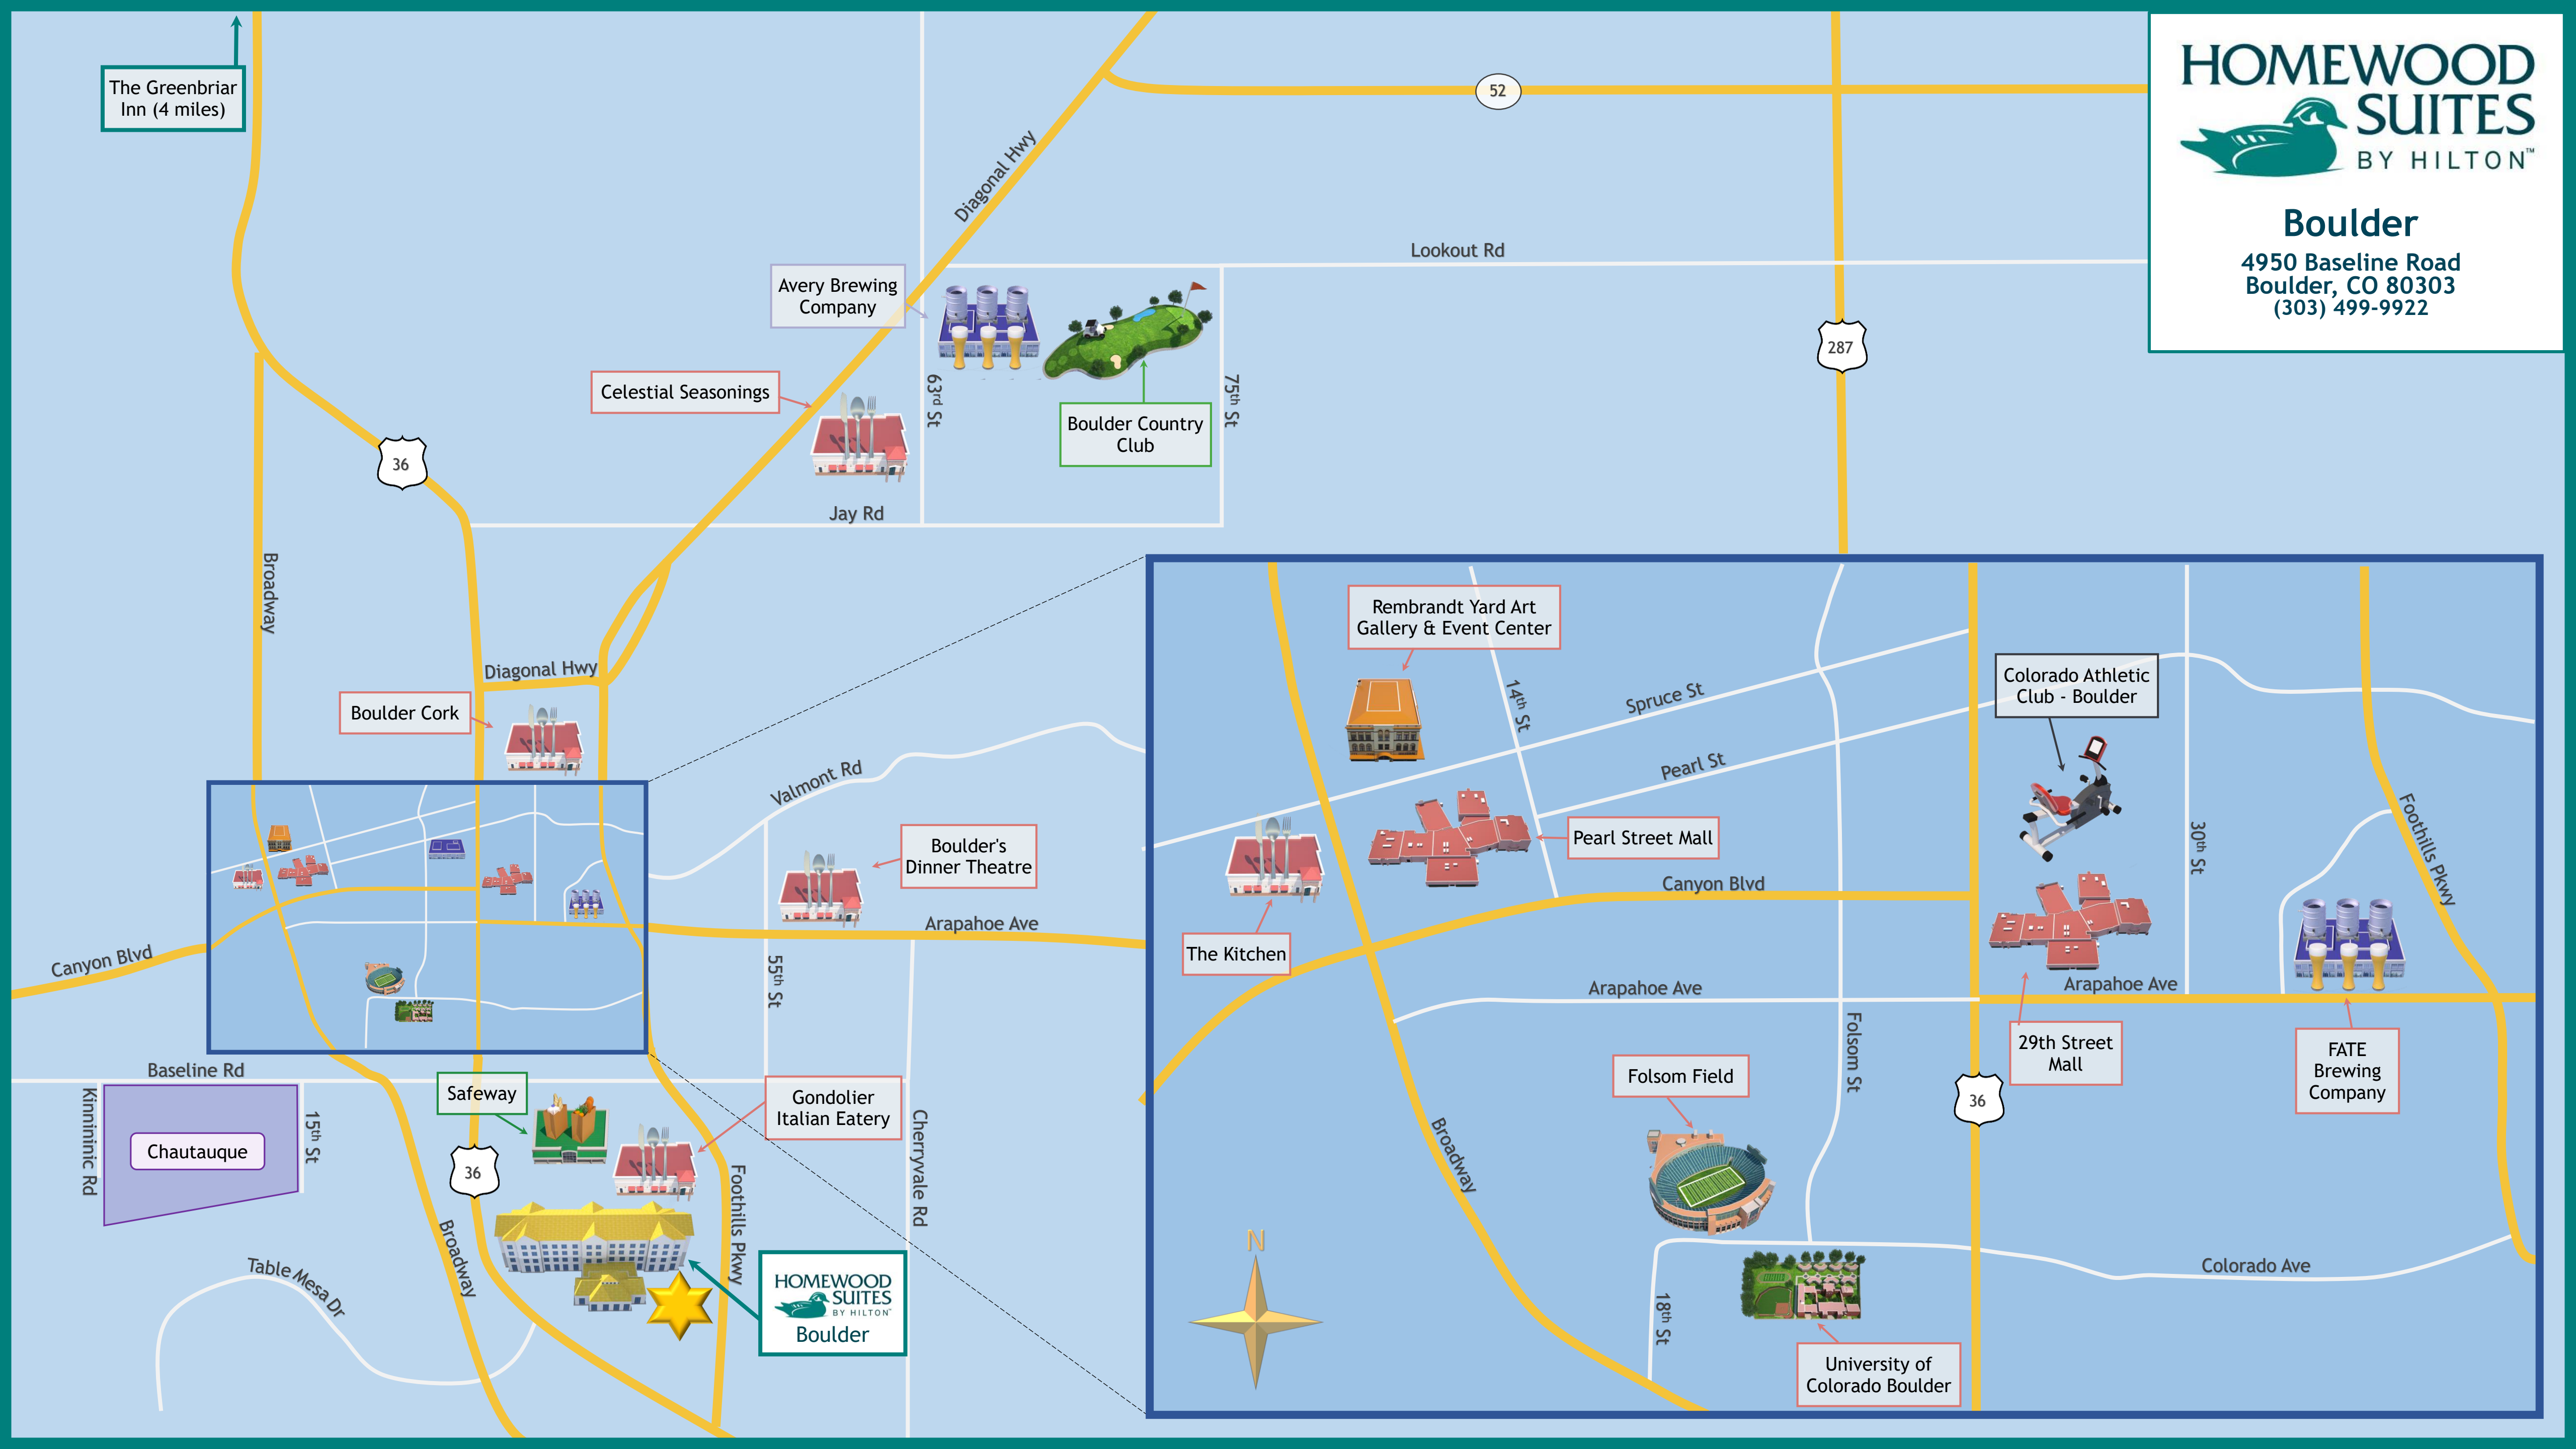 The Greenbriar
Inn (4 miles)
52
HOMEWOOD
SUITES
BY HILTON™
Boulder
4950 Baseline Road
Boulder, CO 80303
(303) 499-9922
Diagonal Hwy
Lookout Rd
Avery Brewing
Company
287
Celestial Seasonings
63rd St
75th St
Boulder Country
Club
36
Jay Rd
Broadway
Diagonal Hwy
Boulder Cork
Valmont Rd
Boulder's
Dinner Theatre
Arapahoe Ave
Canyon Blvd
55th St
Baseline Rd
Safeway
Gondolier
Italian Eatery
Kinnininic Rd
Chautauque
15th St
36
Cherryvale Rd
Foothills Pkwy
Broadway
Table Mesa Dr
HOMEWOOD
SUITES
BY HILTON™
Boulder
Rembrandt Yard Art
Gallery & Event Center
14th St
Spruce St
Colorado Athletic
Club - Boulder
Pearl St
Pearl Street Mall
30th St
Foothills Pkwy
Canyon Blvd
The Kitchen
Arapahoe Ave
Arapahoe Ave
Folsom St
29th Street
Mall
FATE
Brewing
Company
Folsom Field
36
Broadway
N
Colorado Ave
18th St
University of
Colorado Boulder